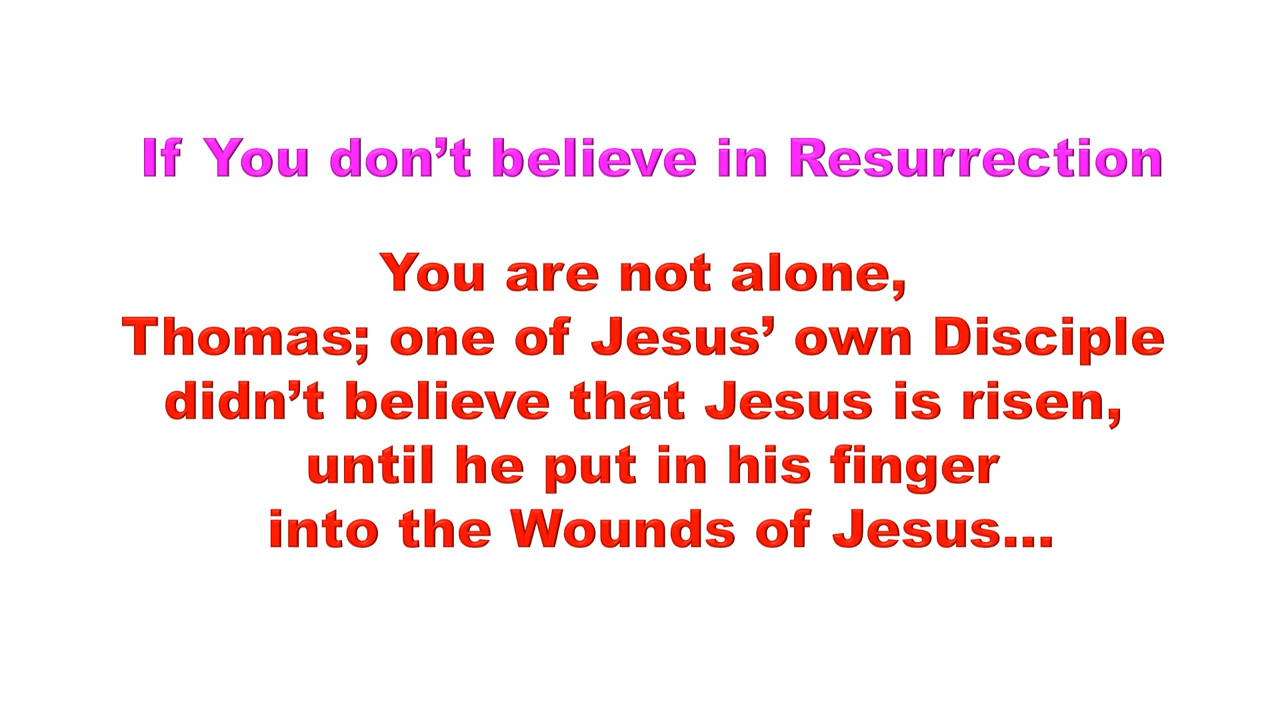 If You don’t believe in Resurrection
You are not alone,
Thomas; one of Jesus’ own Disciple
didn’t believe that Jesus is risen,
until he put in his finger
into the Wounds of Jesus...